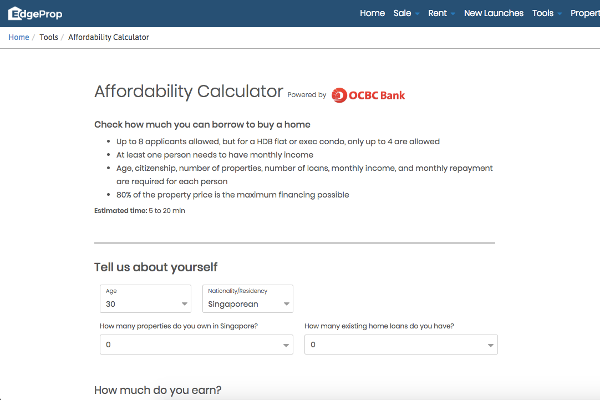 EdgeProp
Home Sale Rent New Launches Tools
Home / Tools / Affordability Calculator
Affordability Calculator Powered by OCBC Bank
Check how much you can borrow to buy a home
• Up to 8 applicants allowed, but for a HDB flat or exec condo, only up to 4 are allowed
• At least one person needs to have monthly income
• Age, citizenship, number of properties, number of loans, monthly income, and monthly repayment
are required for each person
• 80% of the property price is the maximum financing possible
Estimated time: 5 to 20 min
Tell us about yourself
Age
30
Nationality/Residency
Singaporean
How many properties do you own in Singapore?
0
How many existing home loans do you have?
0
How much do you earn?